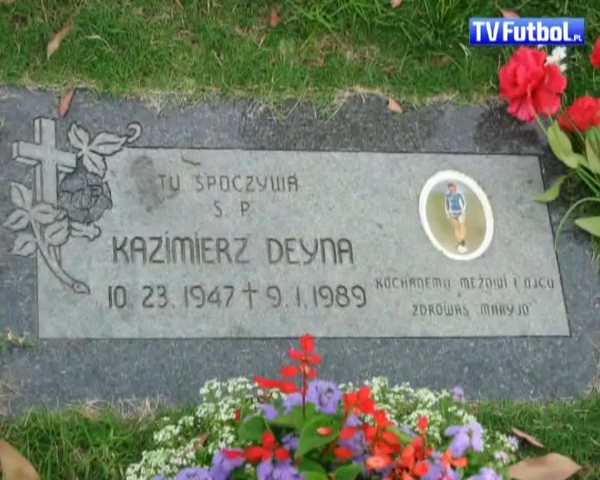 TVFUTBOL.PL
TU SPOCZYWA
S. P.
KAZIMIERZ DEYNA
10. 23. 1947 † 9. 1. 1989
KOCHANEMU MĘŻOWI I OJCU
ZDROWAŚ MARYJO